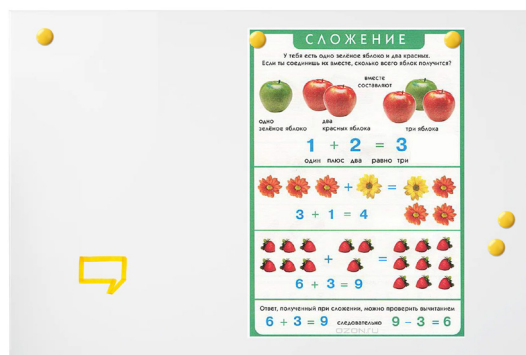 СЛОЖЕНИЕ
У тебя есть одно зелёное яблоко и два красных.
Если ты соединишь их вместе, сколько всего яблок получится?
вместе
составляют
одно
зелёное яблоко
два
красных яблока
три яблока
1 + 2 = 3
один плюс два равно три
+ =
3 + 1 = 4
+ =
6 + 3 = 9
Ответ, полученный при сложении, можно проверить вычитанием
6 + 3 = 9 следовательно 9 - 3 = 6
OZON.RU